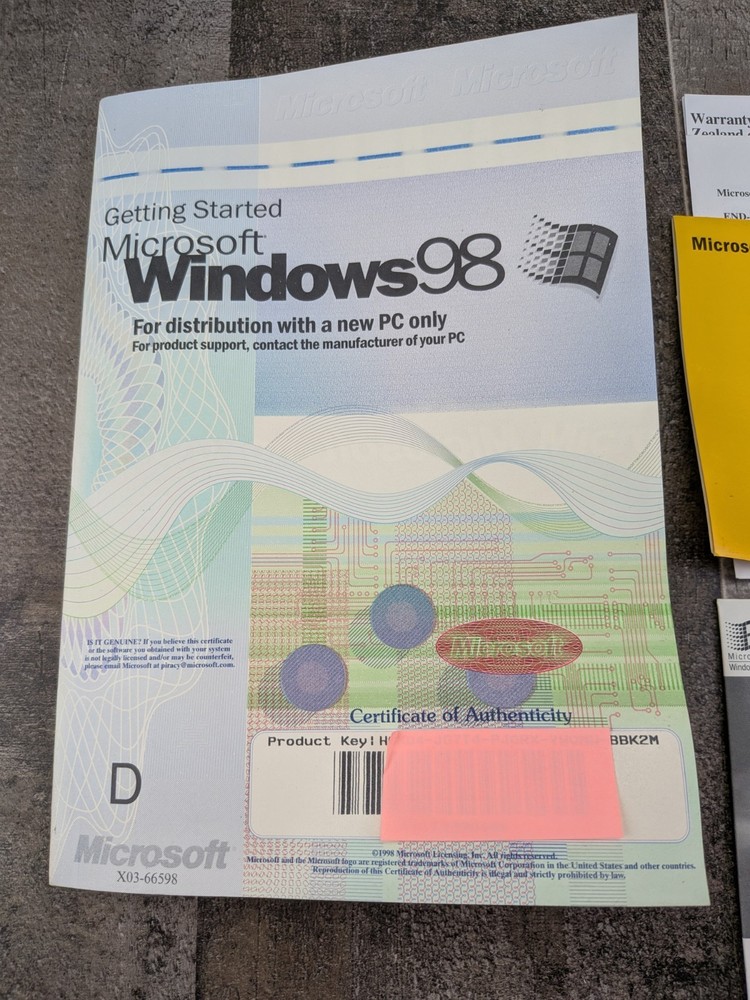 Microsoft Microsoft
Getting Started
Microsoft
Windows 98
For distribution with a new PC only
For product support, contact the manufacturer of your PC
IS IT GENUINE? If you believe this certificate
or the software you obtained with your system
is not legally licensed and/or may be counterfeit,
please email Microsoft at piracy@microsoft.com.
Microsoft
Certificate of Authenticity
Product Key: BBK2M
D
Microsoft
X03-66598
©1998 Microsoft Licensing, Inc. All rights reserved.
Microsoft and the Microsoft logo are registered trademarks of Microsoft Corporation in the United States and other countries.
Reproduction of this Certificate of Authenticity is illegal and strictly prohibited by law.
Warranty
Zealand
Micros
END-
Micros
Micr
Windo